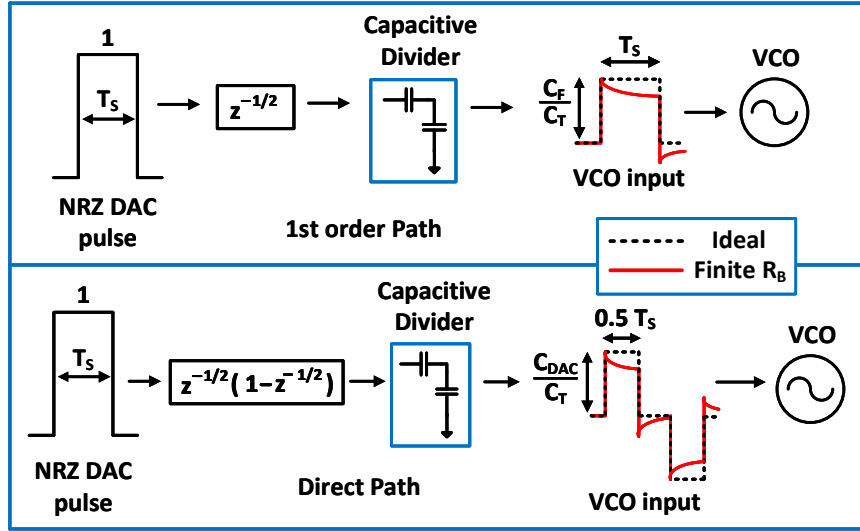 1
T_S
NRZ DAC
pulse
z^{-1/2}
Capacitive
Divider
1st order Path
T_S
C_F
C_T
VCO input
VCO
Ideal
Finite R_B
1
T_S
NRZ DAC
pulse
z^{-1/2}(1-z^{-1/2})
Capacitive
Divider
Direct Path
0.5 T_S
C_DAC
C_T
VCO input
VCO